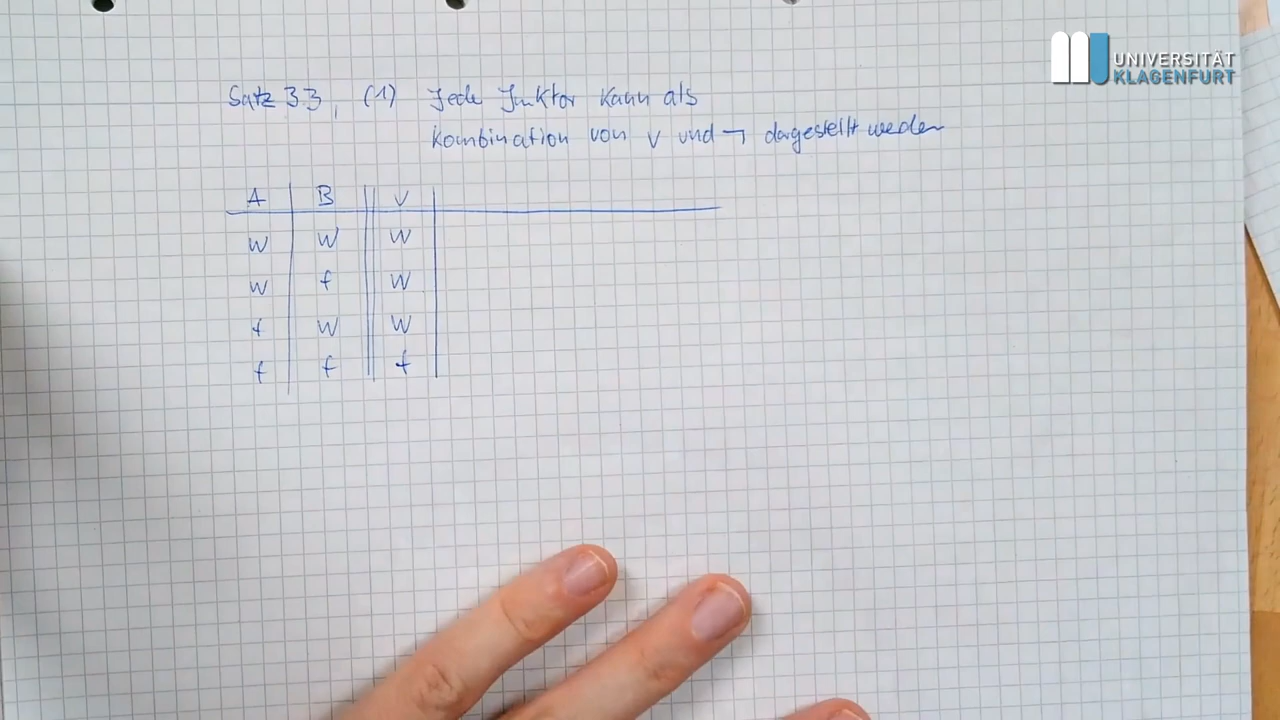 UNIVERSITÄT
KLAGENFURT
Satz 3.3, (1) Jede Junktor kann als
Kombination von ∨ und ¬ dargestellt werden
A B ∨
w w w
w f w
f w w
f f f